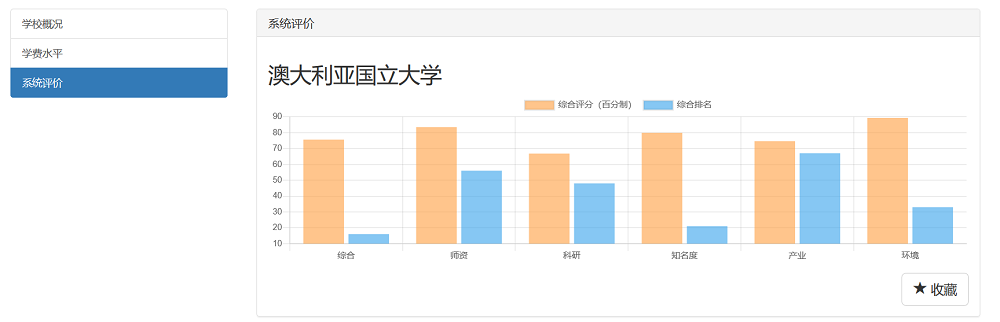 学校概况
学费水平
系统评价
系统评价
澳大利亚国立大学
综合评分（百分制） 综合排名
90
80
70
60
50
40
30
20
10
综合 师资 科研 知名度 产业 环境
★ 收藏